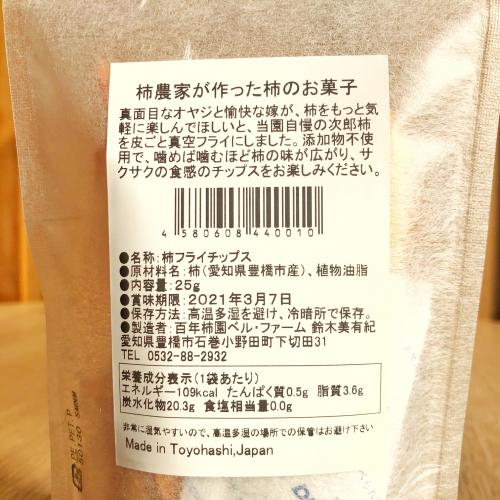 柿農家が作った柿のお菓子
真面目なオヤジと愉快な嫁が、柿をもっと気
軽に楽しんでほしいと、当園自慢の次郎柿
を皮ごと真空フライにしました。添加物不使
用で、噛めば噛むほど柿の味が広がり、サ
クサクの食感のチップスをお楽しみください。
4580608440010
●名称:柿フライチップス
●原材料名:柿(愛知県豊橋市産)、植物油脂
●内容量:25g
●賞味期限:2021年3月7日
●保存方法:高温多湿を避け、冷暗所で保存。
●製造者:百年柿園ベル・ファーム 鈴木美有紀
愛知県豊橋市石巻小野田町下切田31
TEL 0532-88-2932
栄養成分表示(1袋あたり)
エネルギー109kcal たんぱく質0.5g 脂質3.6g
炭水化物20.3g 食塩相当量0.0g
非常に湿気やすいので、高温多湿の場所での保管はお避け下さい
Made in Toyohashi,Japan
PE PET P